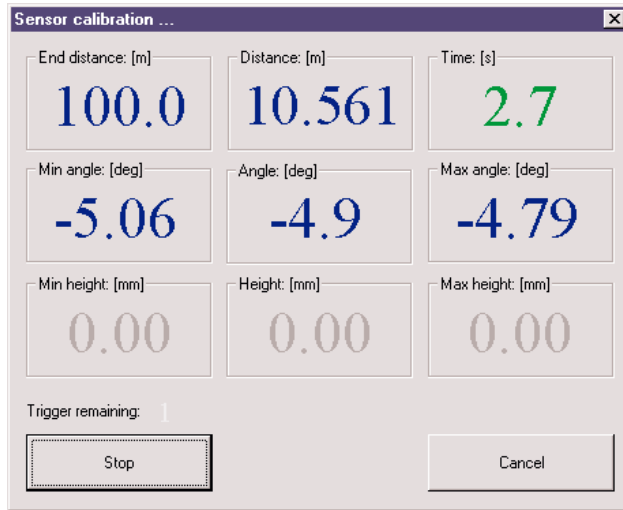 Sensor calibration ...
End distance: [m] Distance: [m] Time: [s]
100.0 10.561 2.7
Min angle: [deg] Angle: [deg] Max angle: [deg]
-5.06 -4.9 -4.79
Min height: [mm] Height: [mm] Max height: [mm]
0.00 0.00 0.00
Trigger remaining: 1
Stop Cancel